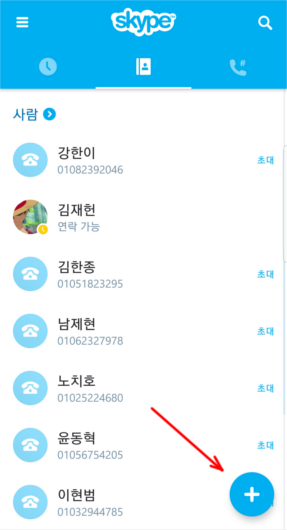 skype
사람
강한이
01082392046
초대
김재헌
연락 가능
김한종
01051823295
초대
남제현
01062327978
초대
노치호
01025224680
초대
윤동혁
01056754205
초대
이현범
01032944785